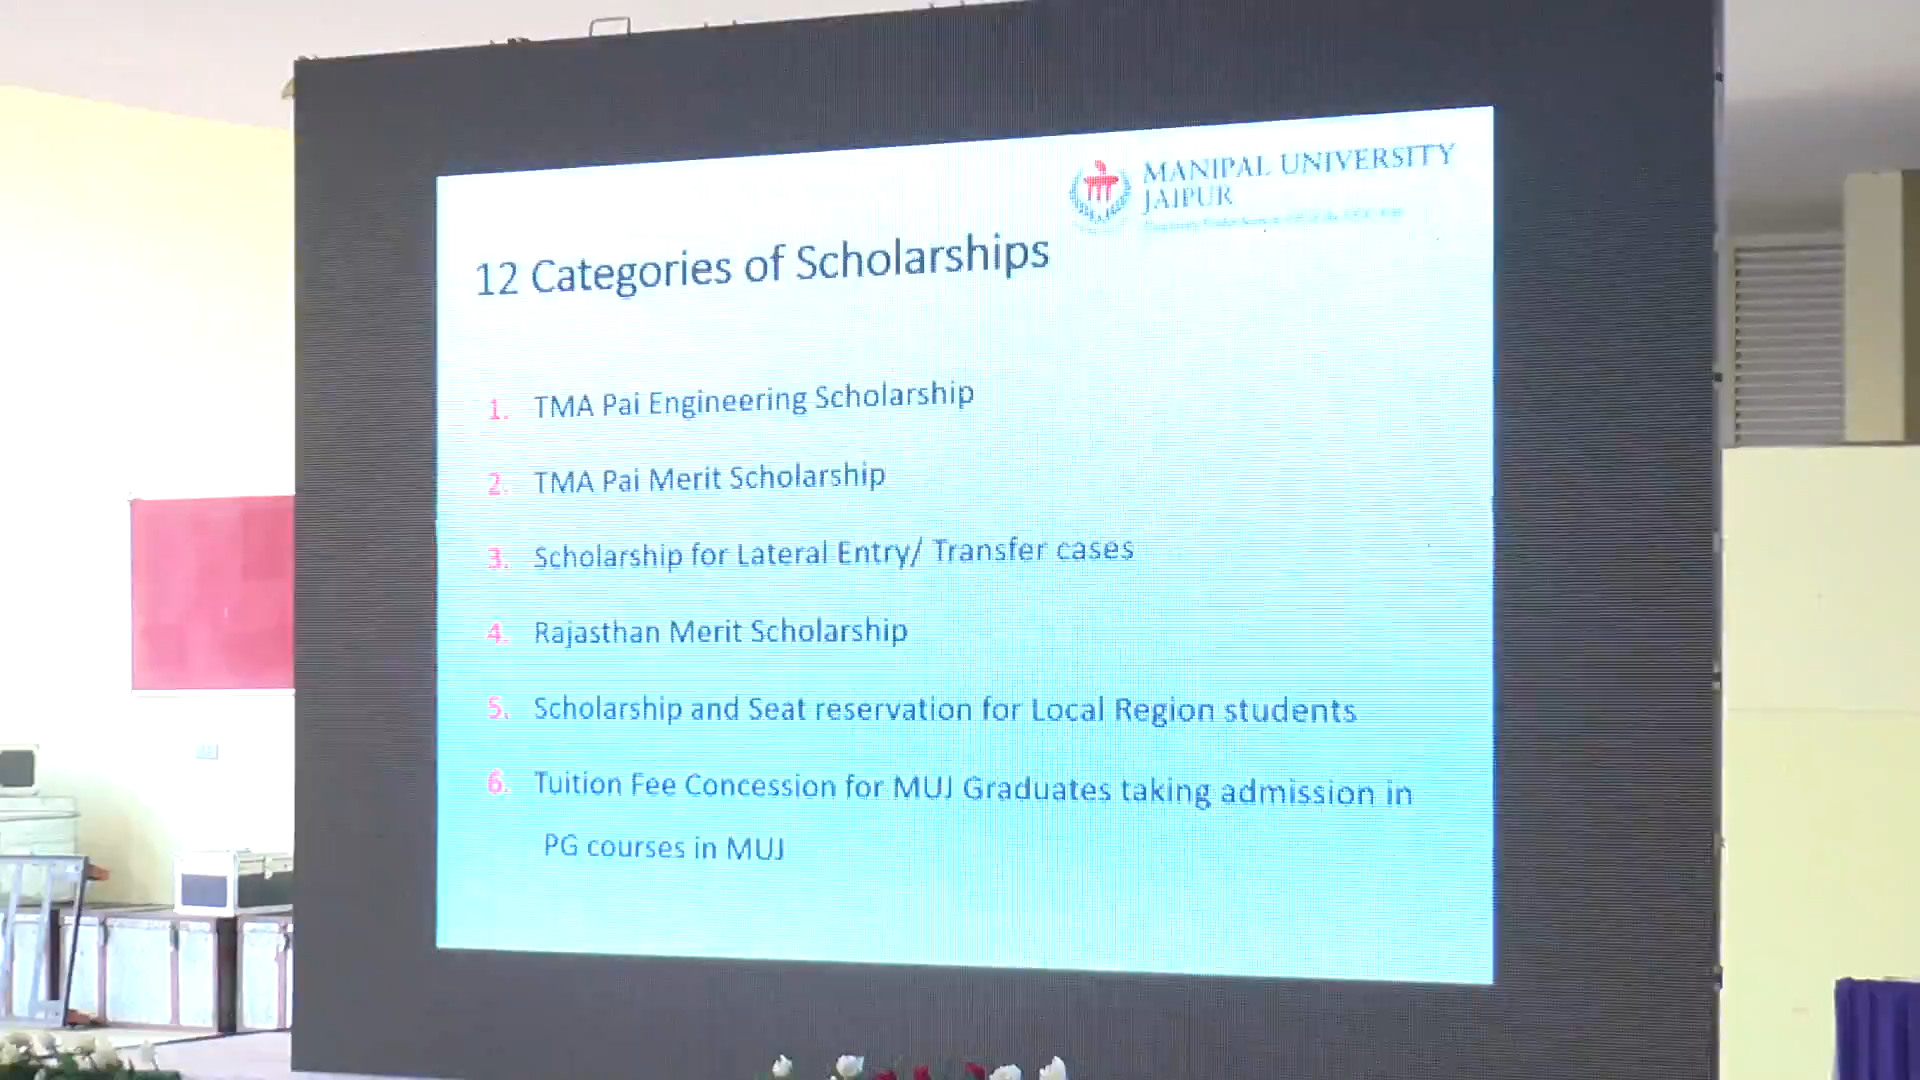 MANIPAL UNIVERSITY
JAIPUR
12 Categories of Scholarships
1. TMA Pai Engineering Scholarship
2. TMA Pai Merit Scholarship
3. Scholarship for Lateral Entry/ Transfer cases
4. Rajasthan Merit Scholarship
5. Scholarship and Seat reservation for Local Region students
6. Tuition Fee Concession for MUJ Graduates taking admission in
PG courses in MUJ